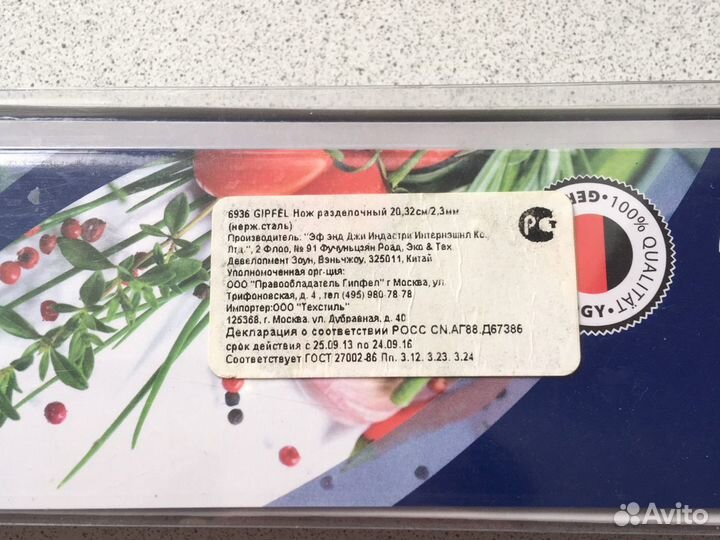 6936 GIPFEL Нож разделочный 20,32см/2,3мм
(нерж.сталь)
Производитель: "Эф энд Джи Индастри Интернэшнл Ко.
Лтд.", 2 Флоо, № 91 Фучуньцзян Роад, Эко & Тех
Девелопмент Зоун, Вэньчжоу, 325011, Китай
Уполномоченная орг-ция:
ООО "Правообладатель Гипфел" г Москва, ул.
Трифоновская, д. 4 , тел (495) 980-78-78
Импортер:ООО "Техстиль"
125368, г. Москва, ул. Дубравная, д. 40
Декларация о соответствии РОСС CN.АГ88.Д67386
срок действия с 25.09.13 по 24.09.16
Соответствует ГОСТ 27002-86 Пп. 3.12. 3.23. 3.24
РСТ
100% QUALITÄT
GER
GY
Avito